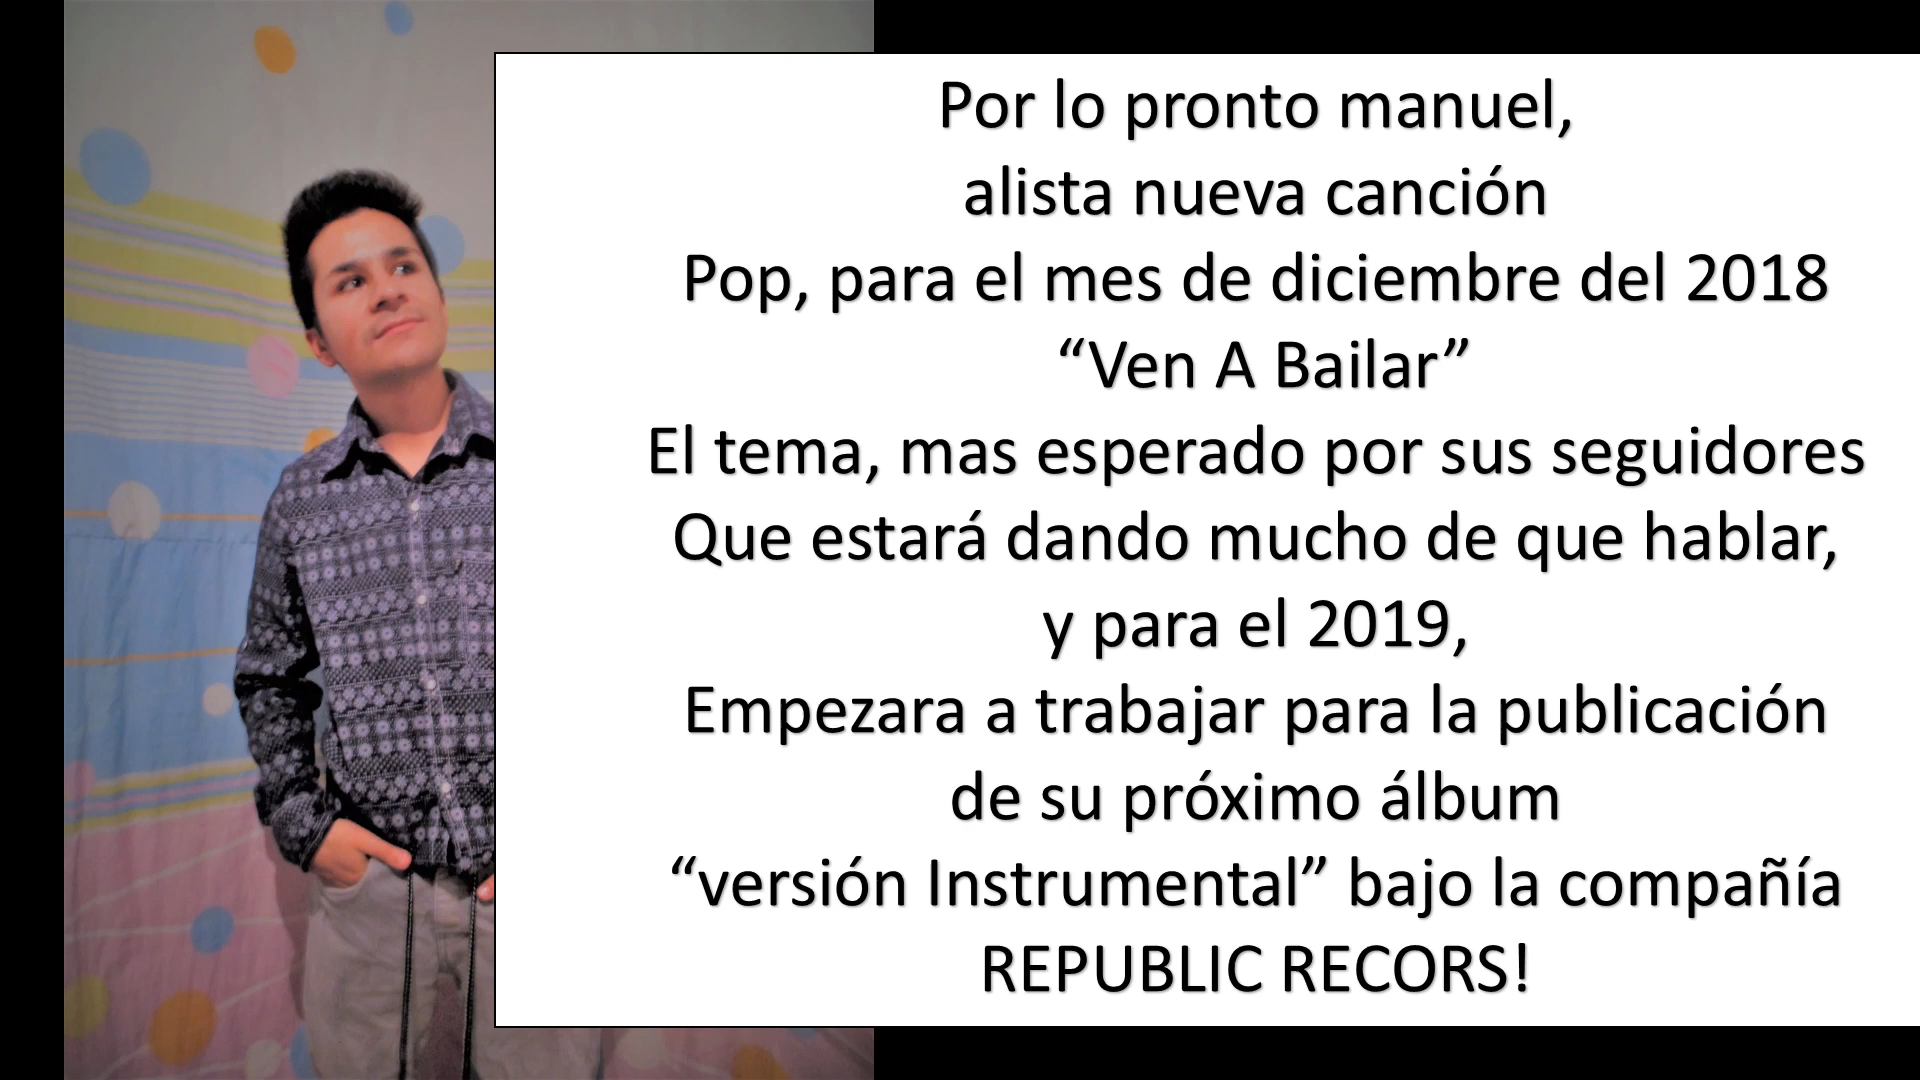 Por lo pronto manuel,
alista nueva canción
Pop, para el mes de diciembre del 2018
“Ven A Bailar”
El tema, mas esperado por sus seguidores
Que estará dando mucho de que hablar,
y para el 2019,
Empezara a trabajar para la publicación
de su próximo álbum
“versión Instrumental” bajo la compañía
REPUBLIC RECORS!